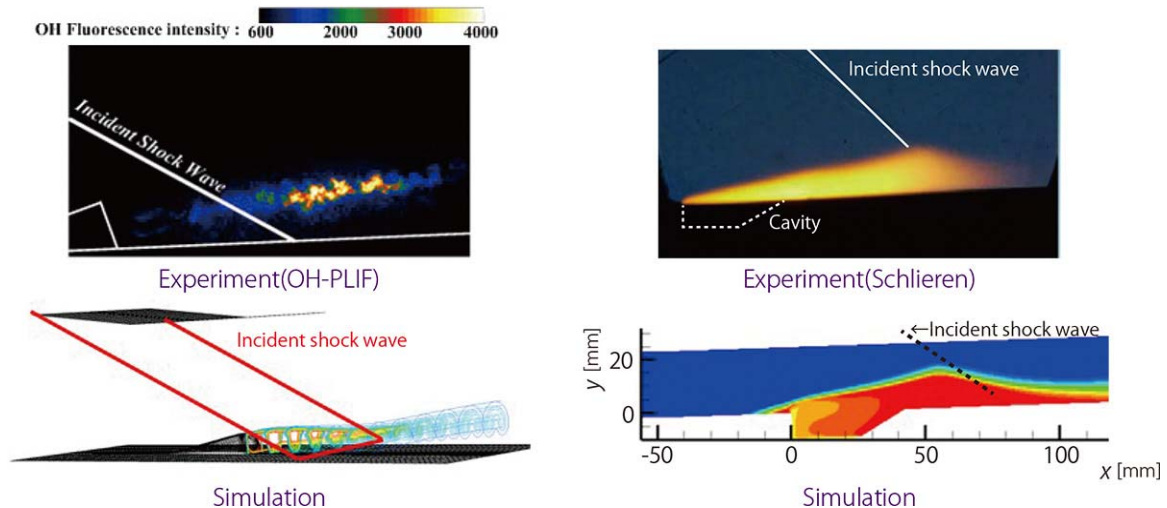 OH Fluorescence intensity : 600 2000 3000 4000
Incident Shock Wave
Experiment(OH-PLIF)
Incident shock wave
Cavity
Experiment(Schlieren)
Incident shock wave
Simulation
←Incident shock wave
y [mm]
20
0
-50 0 50 100
x [mm]
Simulation